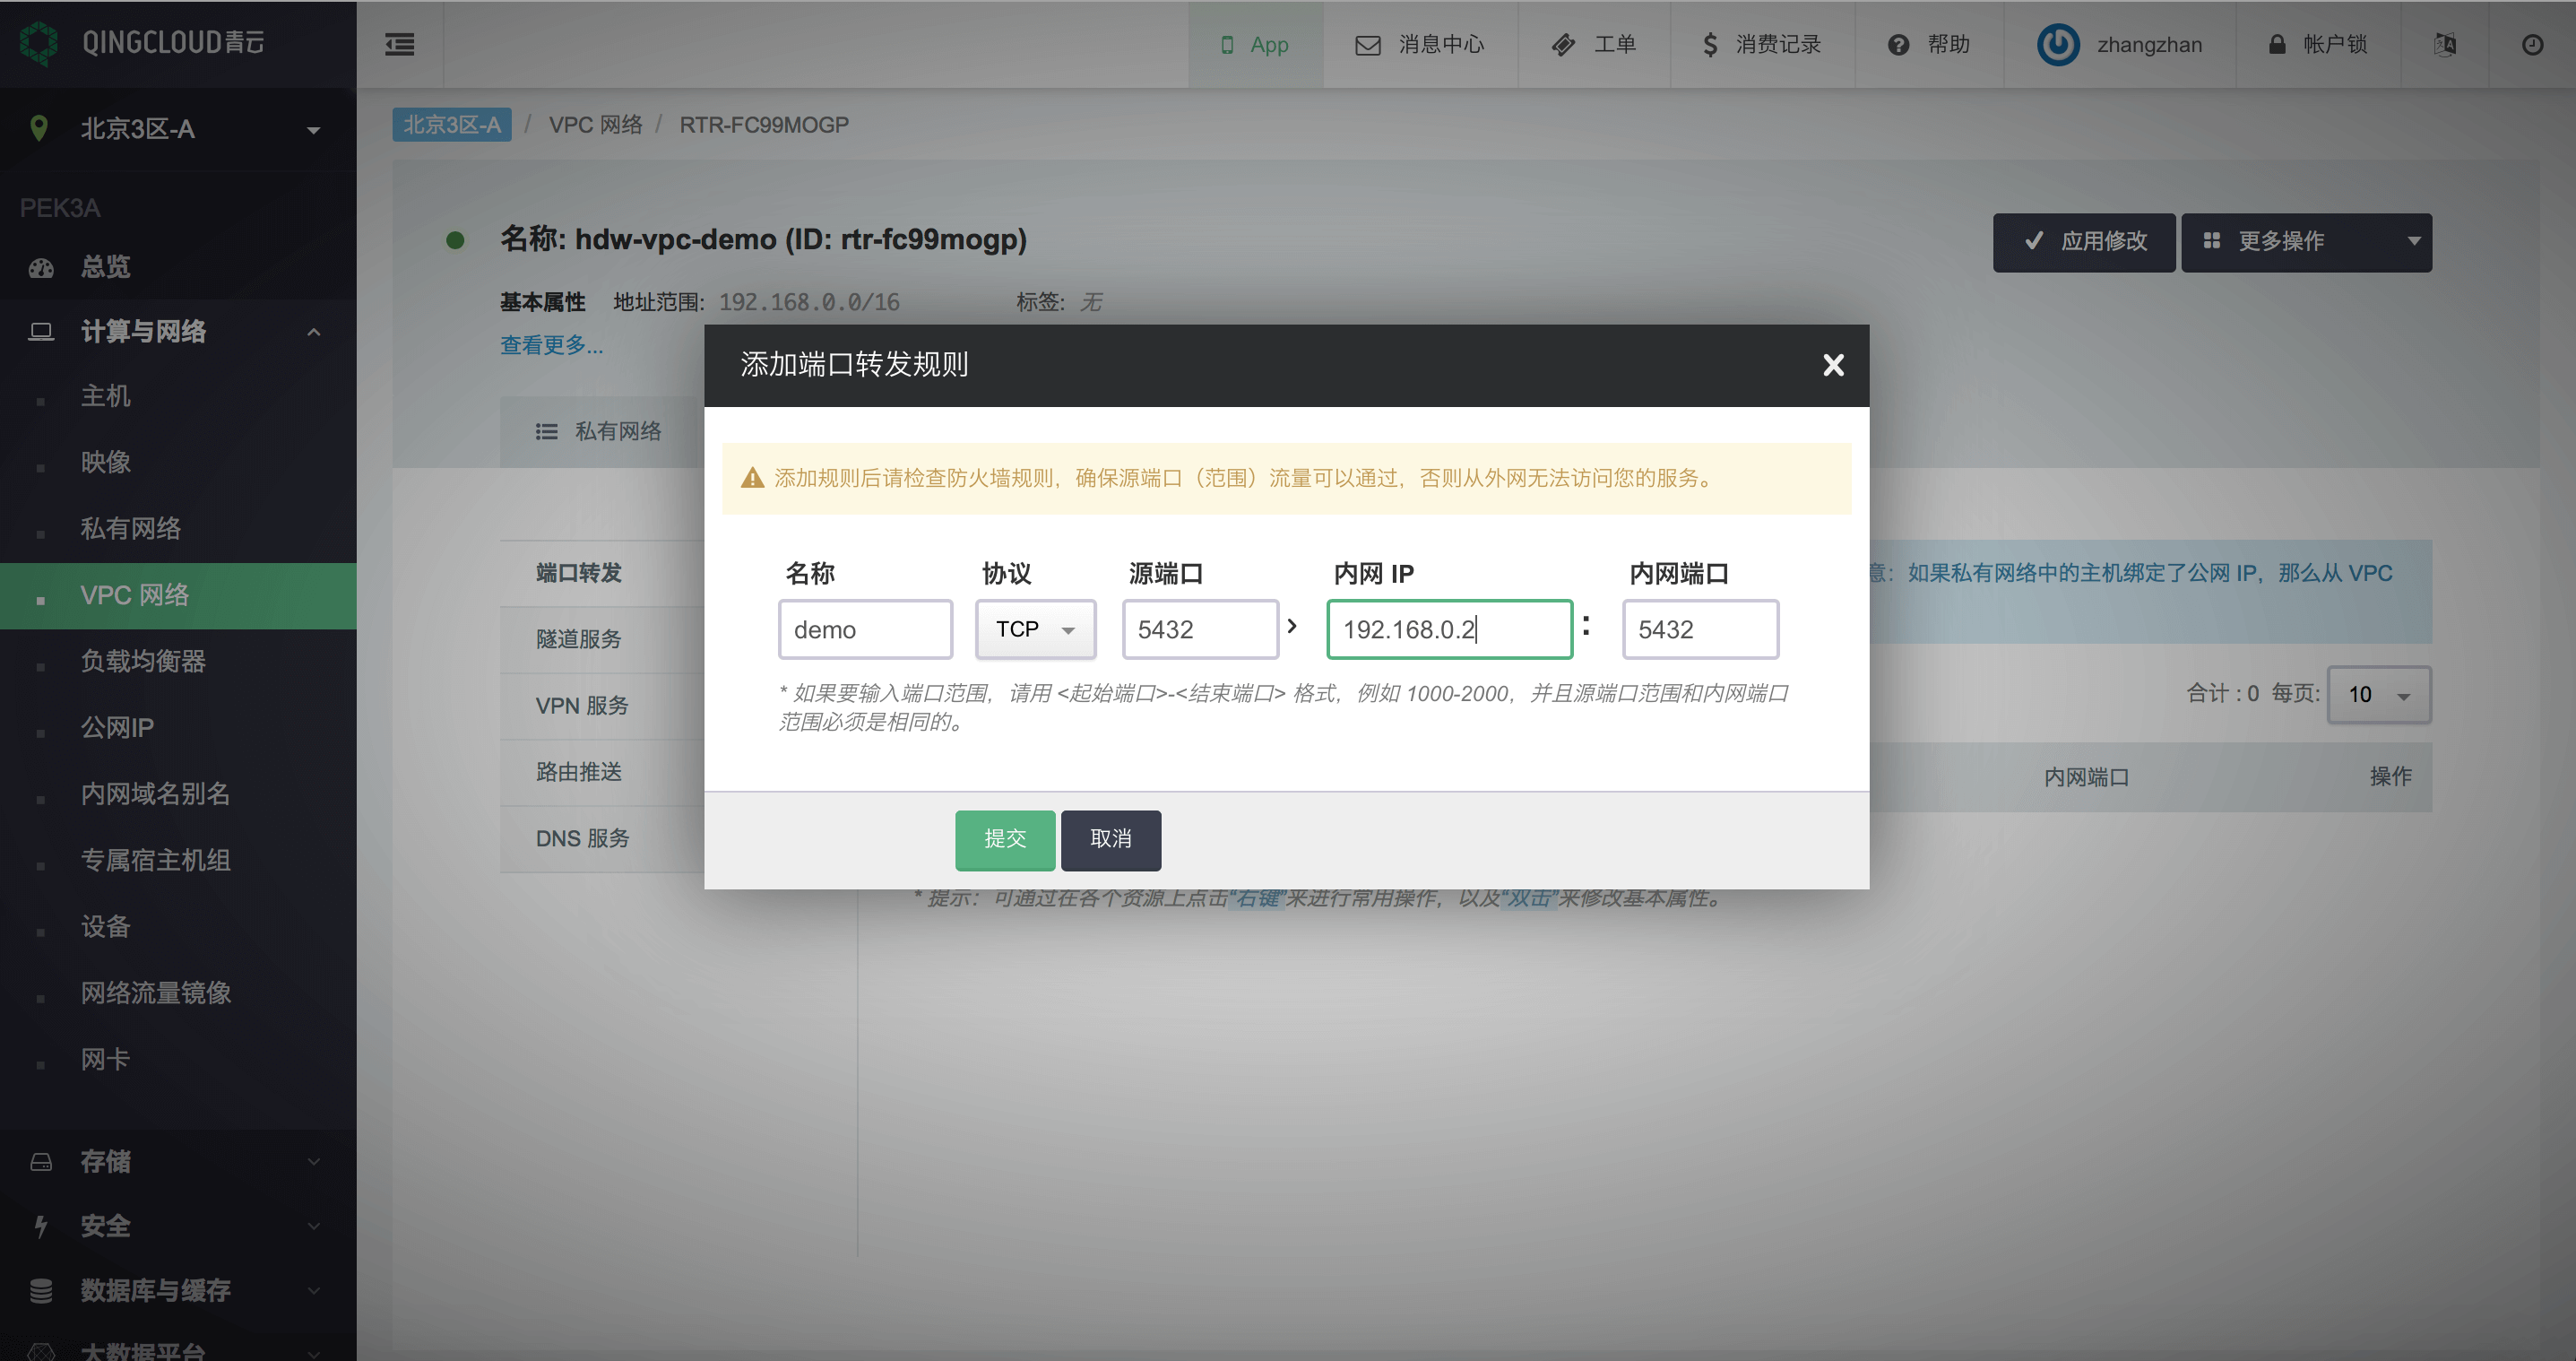 QINGCLOUD青云
App
消息中心
工单
消费记录
帮助
zhangzhan
帐户锁
北京3区-A
北京3区-A / VPC 网络 / RTR-FC99MOGP
PEK3A
总览
计算与网络
主机
映像
私有网络
VPC 网络
负载均衡器
公网IP
内网域名别名
专属宿主机组
设备
网络流量镜像
网卡
存储
安全
数据库与缓存
大数据平台
名称: hdw-vpc-demo (ID: rtr-fc99mogp)
应用修改
更多操作
基本属性 地址范围: 192.168.0.0/16 标签: 无
查看更多...
私有网络
端口转发
隧道服务
VPN 服务
路由推送
DNS 服务
添加端口转发规则
添加规则后请检查防火墙规则，确保源端口（范围）流量可以通过，否则从外网无法访问您的服务。
名称 协议 源端口 内网 IP 内网端口
demo TCP 5432 > 192.168.0.2 : 5432
* 如果要输入端口范围，请用 <起始端口>-<结束端口> 格式，例如 1000-2000，并且源端口范围和内网端口
范围必须是相同的。
提交 取消
意：如果私有网络中的主机绑定了公网 IP，那么从 VPC
合计 : 0 每页: 10
内网端口 操作
* 提示：可通过在各个资源上点击“右键”来进行常用操作，以及“双击”来修改基本属性。